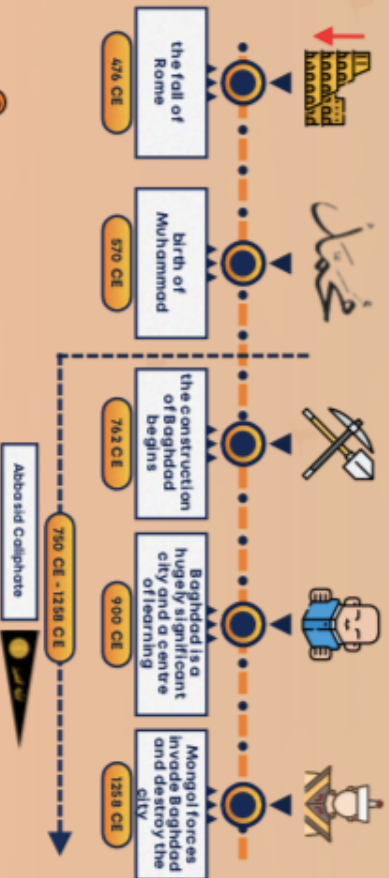 the fall of
Rome
476 CE
birth of
Muhammad
570 CE
the construction
of Baghdad
begins
762 CE
Baghdad is a
hugely significant
city and a centre
of learning
900 CE
Mongol forces
invade Baghdad
and destroy the
city
1258 CE
750 CE - 1258 CE
Abbasid Caliphate